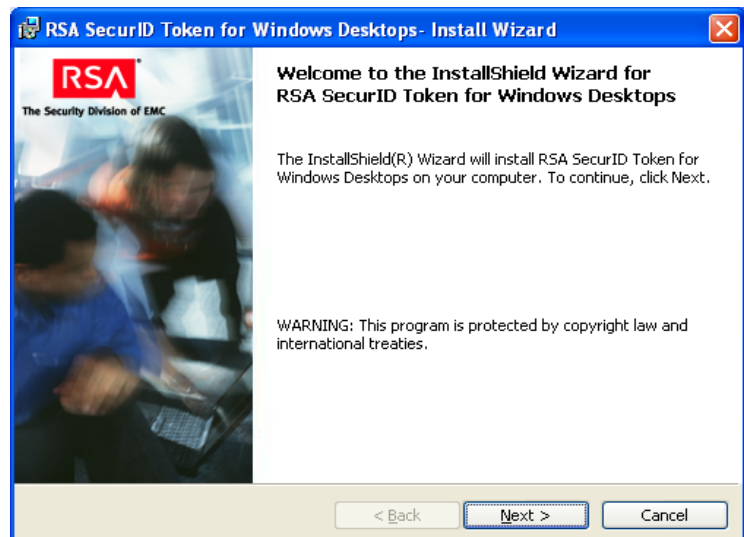 RSA SecurID Token for Windows Desktops- Install Wizard
RSA
The Security Division of EMC
Welcome to the InstallShield Wizard for
RSA SecurID Token for Windows Desktops
The InstallShield(R) Wizard will install RSA SecurID Token for
Windows Desktops on your computer. To continue, click Next.
WARNING: This program is protected by copyright law and
international treaties.
< Back
Next >
Cancel